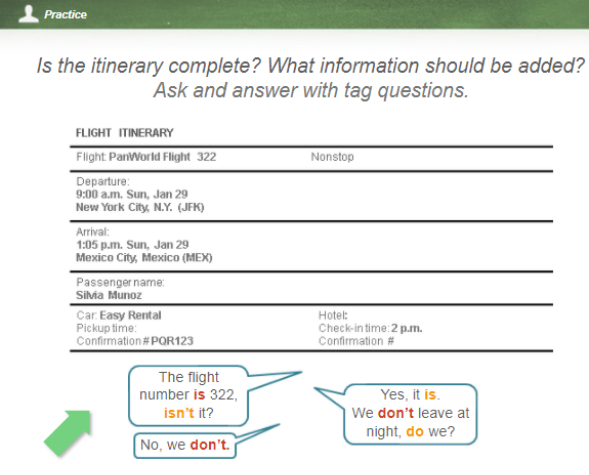 Practice
Is the itinerary complete? What information should be added?
Ask and answer with tag questions.
FLIGHT ITINERARY
Flight: PanWorld Flight 322 Nonstop
Departure:
9:00 a.m. Sun, Jan 29
New York City, N.Y. (JFK)
Arrival:
1:05 p.m. Sun, Jan 29
Mexico City, Mexico (MEX)
Passenger name:
Silvia Munoz
Car: Easy Rental Hotel:
Pickup time: Check-in time: 2 p.m.
Confirmation # PQR123 Confirmation #
The flight
number is 322,
isn't it?
Yes, it is.
We don't leave at
night, do we?
No, we don't.